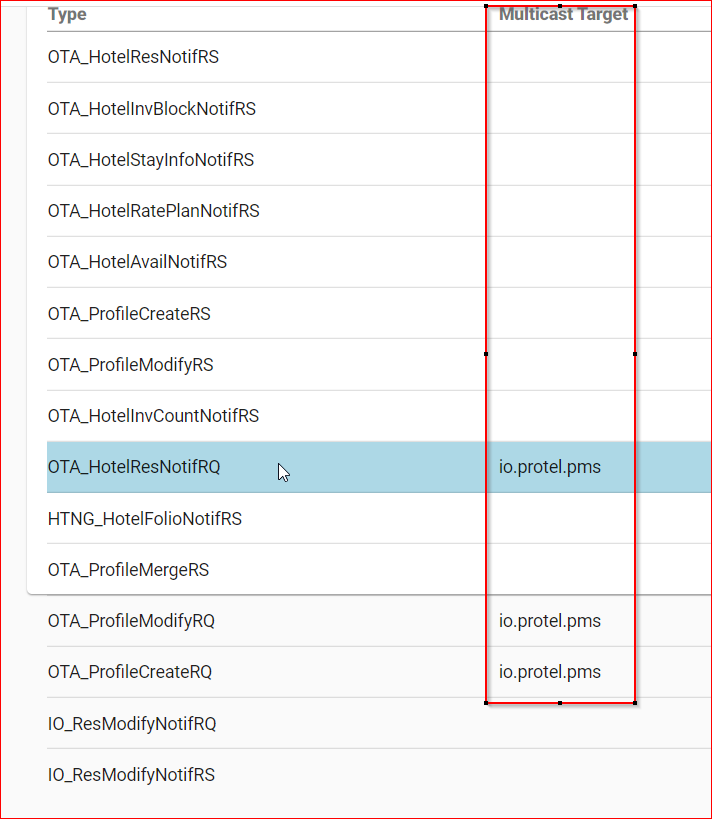 Type Multicast Target
OTA_HotelResNotifRS
OTA_HotelInvBlockNotifRS
OTA_HotelStayInfoNotifRS
OTA_HotelRatePlanNotifRS
OTA_HotelAvailNotifRS
OTA_ProfileCreateRS
OTA_ProfileModifyRS
OTA_HotelInvCountNotifRS
OTA_HotelResNotifRQ io.protel.pms
HTNG_HotelFolioNotifRS
OTA_ProfileMergeRS
OTA_ProfileModifyRQ io.protel.pms
OTA_ProfileCreateRQ io.protel.pms
IO_ResModifyNotifRQ
IO_ResModifyNotifRS